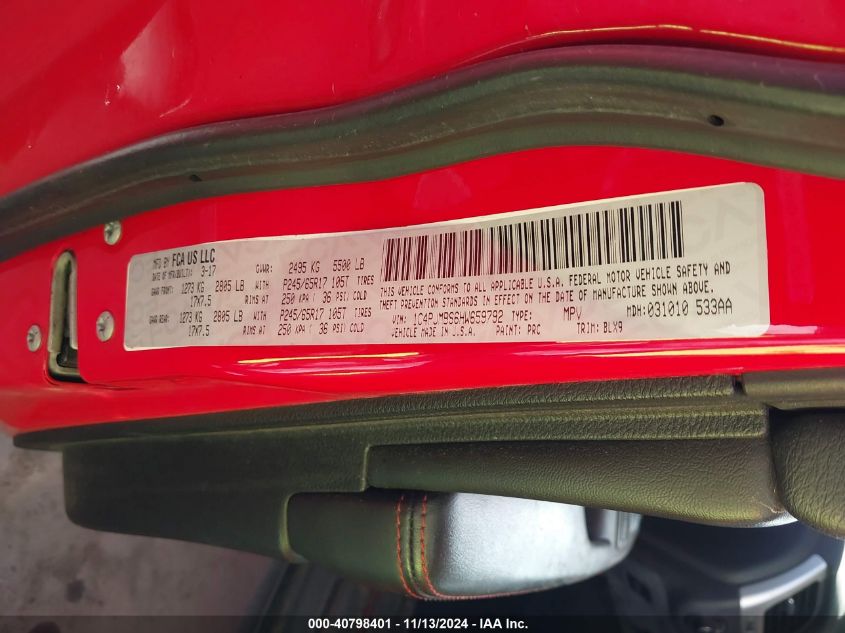 MFG BY FCA US LLC
DATE OF MFR/BUILT: 3-17 GVWR: 2495 KG 5500 LB
GAWR FRONT: 1273 KG 2805 LB WITH P245/65R17 105T TIRES
17X7.5 RIMS AT 250 KPA ( 36 PSI) COLD
GAWR REAR: 1273 KG 2805 LB WITH P245/65R17 105T TIRES
17X7.5 RIMS AT 250 KPA ( 36 PSI) COLD
THIS VEHICLE CONFORMS TO ALL APPLICABLE U.S.A. FEDERAL MOTOR VEHICLE SAFETY AND
THEFT PREVENTION STANDARDS IN EFFECT ON THE DATE OF MANUFACTURE SHOWN ABOVE.
VIN: 1C4PJMBS6HW659792 TYPE: MPV MDH: 031010 533AA
VEHICLE MADE IN U.S.A. PAINT: PRC TRIM: BLX9
000-40798401 - 11/13/2024 - IAA Inc.